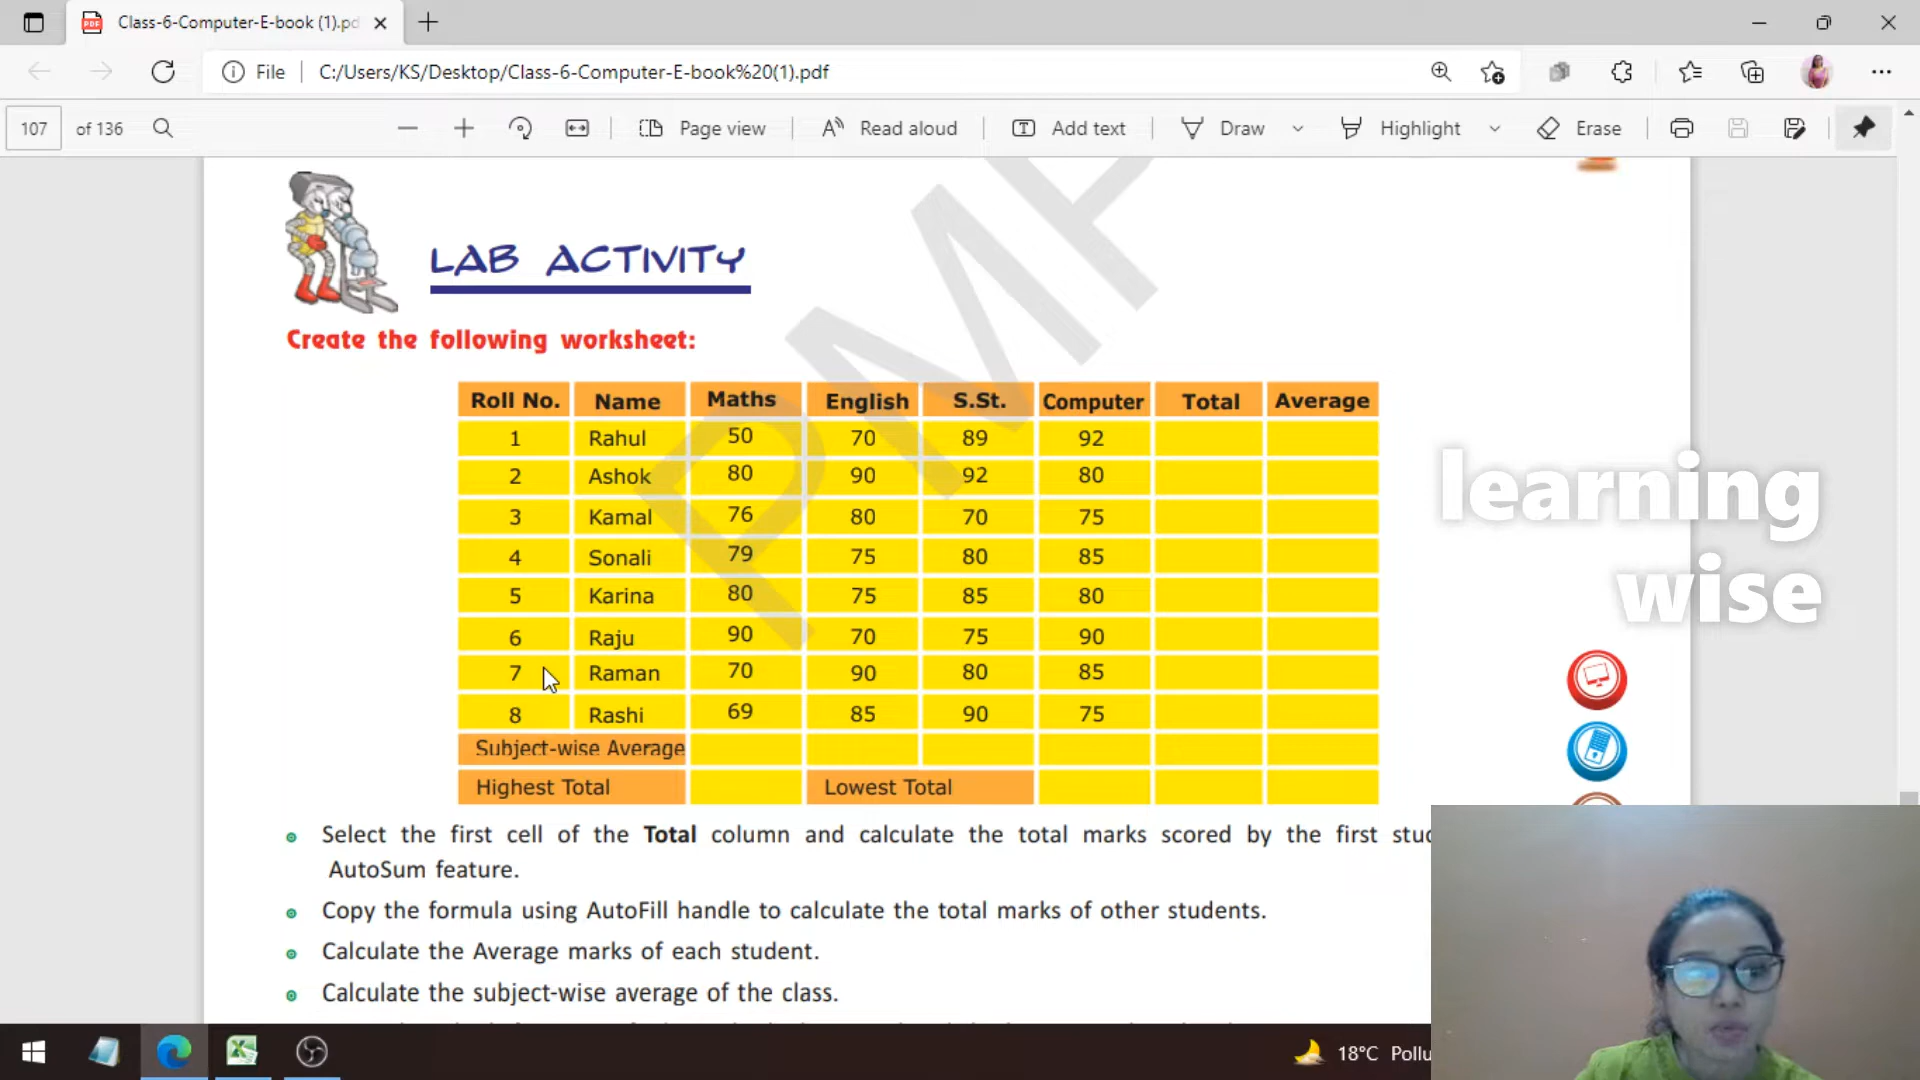 Class-6-Computer-E-book (1).pd
File
C:/Users/KS/Desktop/Class-6-Computer-E-book%20(1).pdf
107 of 136
Page view
Read aloud
Add text
Draw
Highlight
Erase
LAB ACTIVITY
Create the following worksheet:
Roll No. Name Maths English S.St. Computer Total Average
1 Rahul 50 70 89 92
2 Ashok 80 90 92 80
3 Kamal 76 80 70 75
4 Sonali 79 75 80 85
5 Karina 80 75 85 80
6 Raju 90 70 75 90
7 Raman 70 90 80 85
8 Rashi 69 85 90 75
Subject-wise Average
Highest Total Lowest Total
learning
wise
Select the first cell of the Total column and calculate the total marks scored by the first
AutoSum feature.
Copy the formula using AutoFill handle to calculate the total marks of other students.
Calculate the Average marks of each student.
Calculate the subject-wise average of the class.
18°C Pollu